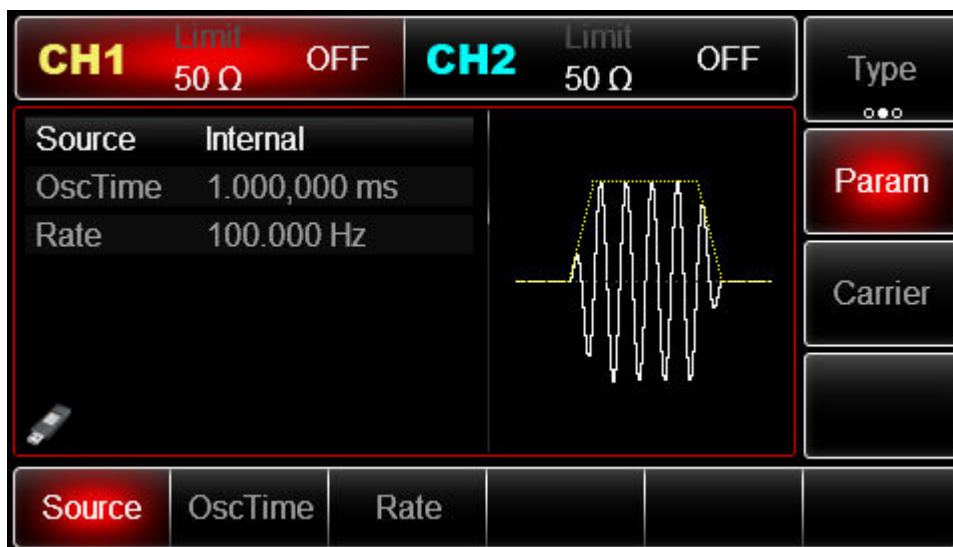 CH1 Limit 50 Ω OFF CH2 Limit 50 Ω OFF
Type
Source Internal
OscTime 1.000,000 ms
Rate 100.000 Hz
Param
Carrier
Source OscTime Rate